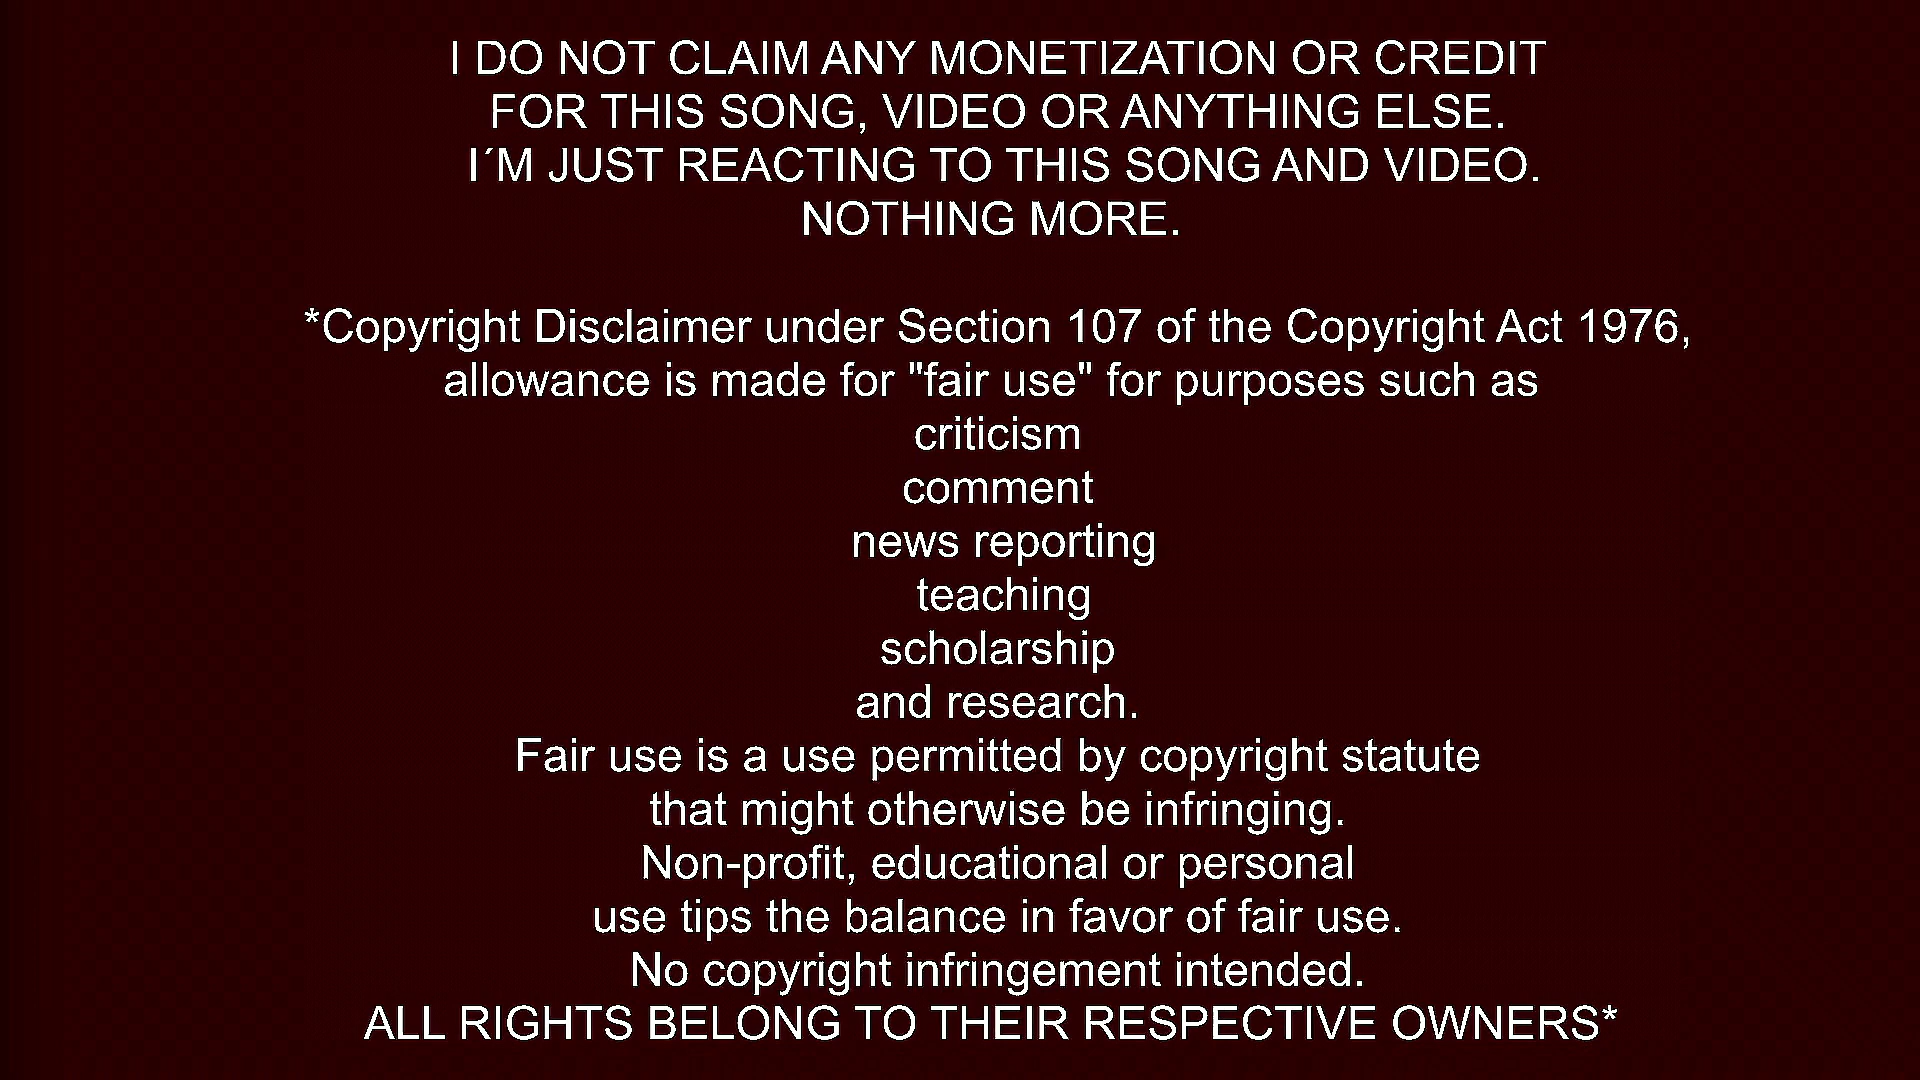 I DO NOT CLAIM ANY MONETIZATION OR CREDIT
FOR THIS SONG, VIDEO OR ANYTHING ELSE.
I´M JUST REACTING TO THIS SONG AND VIDEO.
NOTHING MORE.
*Copyright Disclaimer under Section 107 of the Copyright Act 1976,
allowance is made for "fair use" for purposes such as
criticism
comment
news reporting
teaching
scholarship
and research.
Fair use is a use permitted by copyright statute
that might otherwise be infringing.
Non-profit, educational or personal
use tips the balance in favor of fair use.
No copyright infringement intended.
ALL RIGHTS BELONG TO THEIR RESPECTIVE OWNERS*